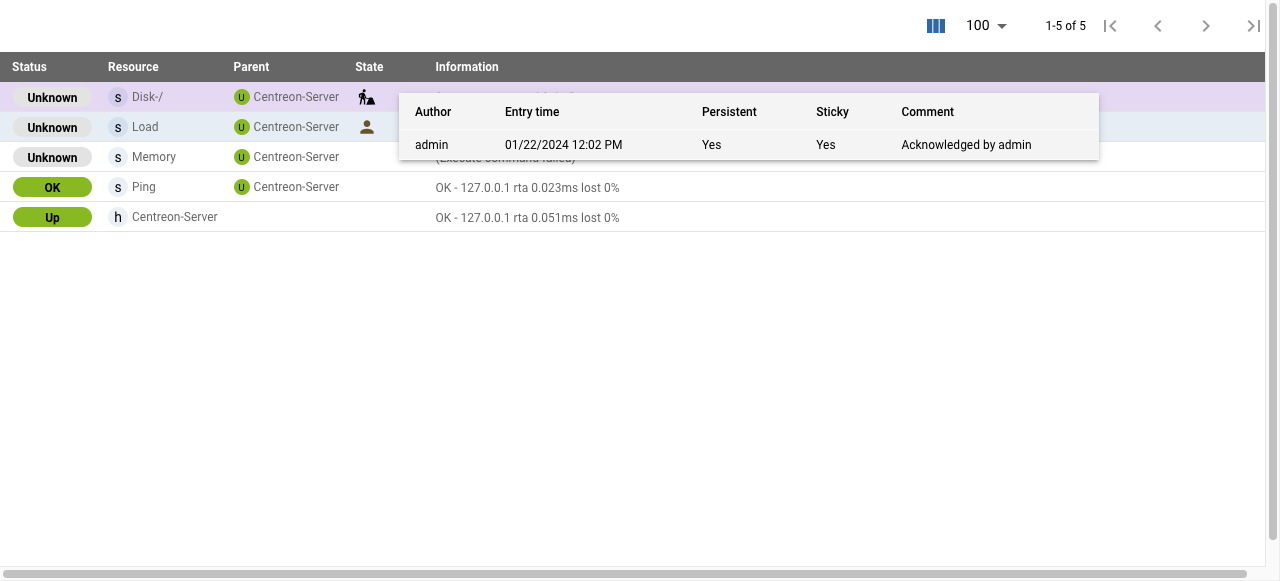 100 1-5 of 5
Status Resource Parent State Information
Unknown s Disk-/ U Centreon-Server
Author Entry time Persistent Sticky Comment
Unknown s Load U Centreon-Server
admin 01/22/2024 12:02 PM Yes Yes Acknowledged by admin
Unknown s Memory U Centreon-Server (Execute command failed)
OK s Ping U Centreon-Server OK - 127.0.0.1 rta 0.023ms lost 0%
Up h Centreon-Server OK - 127.0.0.1 rta 0.051ms lost 0%